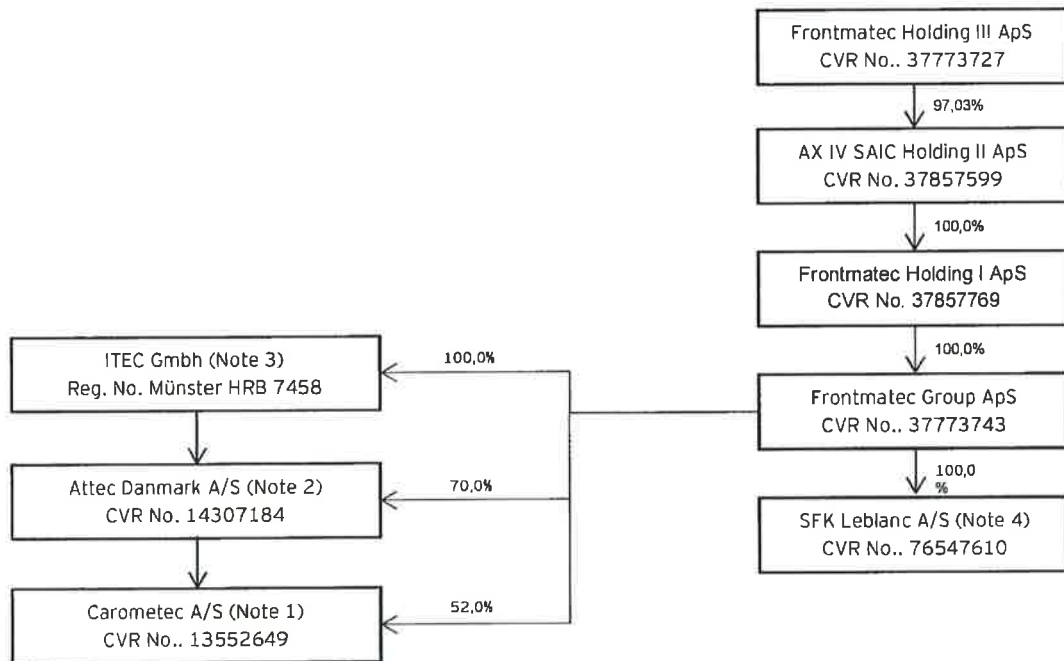 Frontmatec Holding III ApS
CVR No.. 37773727
97,03%
AX IV SAIC Holding II ApS
CVR No. 37857599
100,0%
Frontmatec Holding I ApS
CVR No. 37857769
100,0%
ITEC Gmbh (Note 3)
Reg. No. Münster HRB 7458
100,0%
Frontmatec Group ApS
CVR No.. 37773743
Attec Danmark A/S (Note 2)
CVR No. 14307184
70,0%
100,0
%
SFK Leblanc A/S (Note 4)
CVR No.. 76547610
Carometec A/S (Note 1)
CVR No.. 13552649
52,0%